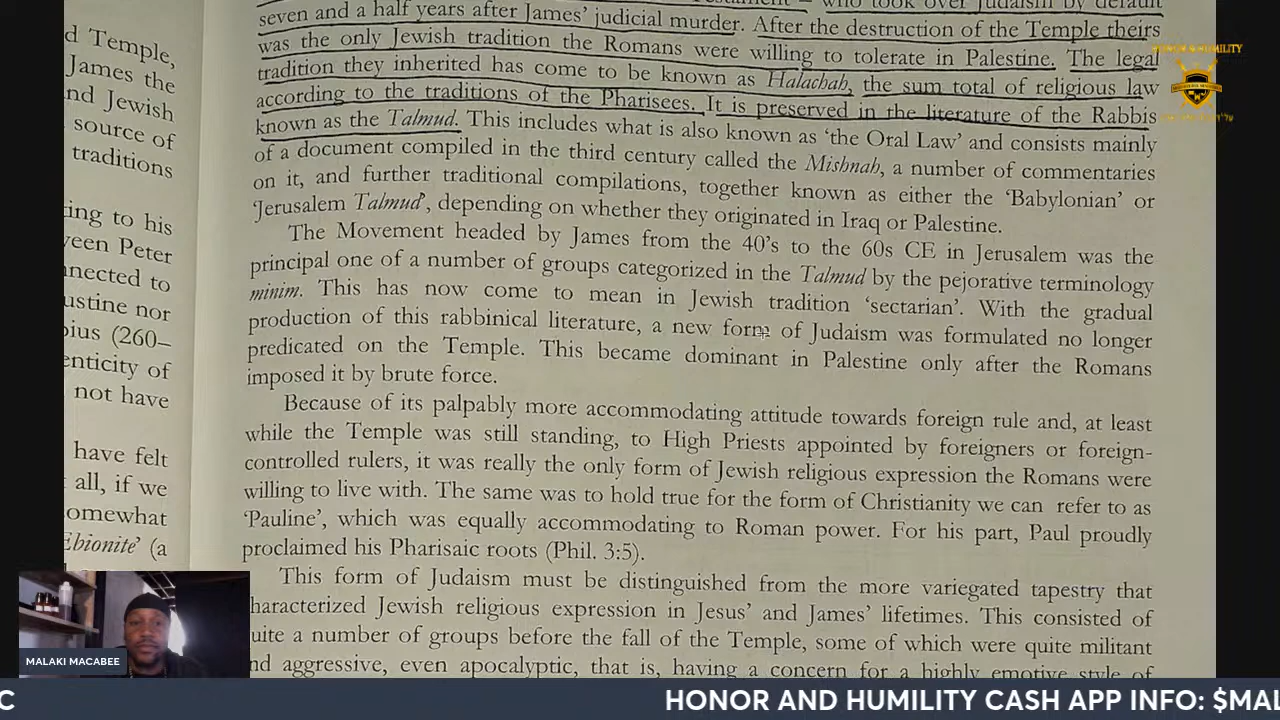 d Temple,
James the
nd Jewish
source of
traditions
ting to his
veen Peter
nnected to
ustine nor
pius (260–
enticity of
not have
have felt
all, if we
omewhat
Ebionite' (a
who took over Judaism by default
seven and a half years after James' judicial murder. After the destruction of the Temple theirs
was the only Jewish tradition the Romans were willing to tolerate in Palestine. The legal
tradition they inherited has come to be known as Halachah, the sum total of religious law
according to the traditions of the Pharisees. It is preserved in the literature of the Rabbis
known as the Talmud. This includes what is also known as 'the Oral Law' and consists mainly
of a document compiled in the third century called the Mishnah, a number of commentaries
on it, and further traditional compilations, together known as either the 'Babylonian' or
'Jerusalem Talmud', depending on whether they originated in Iraq or Palestine.
The Movement headed by James from the 40's to the 60s CE in Jerusalem was the
principal one of a number of groups categorized in the Talmud by the pejorative terminology
minim. This has now come to mean in Jewish tradition 'sectarian'. With the gradual
production of this rabbinical literature, a new form of Judaism was formulated no longer
predicated on the Temple. This became dominant in Palestine only after the Romans
imposed it by brute force.
Because of its palpably more accommodating attitude towards foreign rule and, at least
while the Temple was still standing, to High Priests appointed by foreigners or foreign-
controlled rulers, it was really the only form of Jewish religious expression the Romans were
willing to live with. The same was to hold true for the form of Christianity we can refer to as
'Pauline', which was equally accommodating to Roman power. For his part, Paul proudly
proclaimed his Pharisaic roots (Phil. 3:5).
This form of Judaism must be distinguished from the more variegated tapestry that
haracterized Jewish religious expression in Jesus' and James' lifetimes. This consisted of
uite a number of groups before the fall of the Temple, some of which were quite militant
nd aggressive, even apocalyptic, that is, having a concern for a highly emotive style of
HONOR & HUMILITY
MALAKI MACABEE
C
HONOR AND HUMILITY CASH APP INFO: $MAL